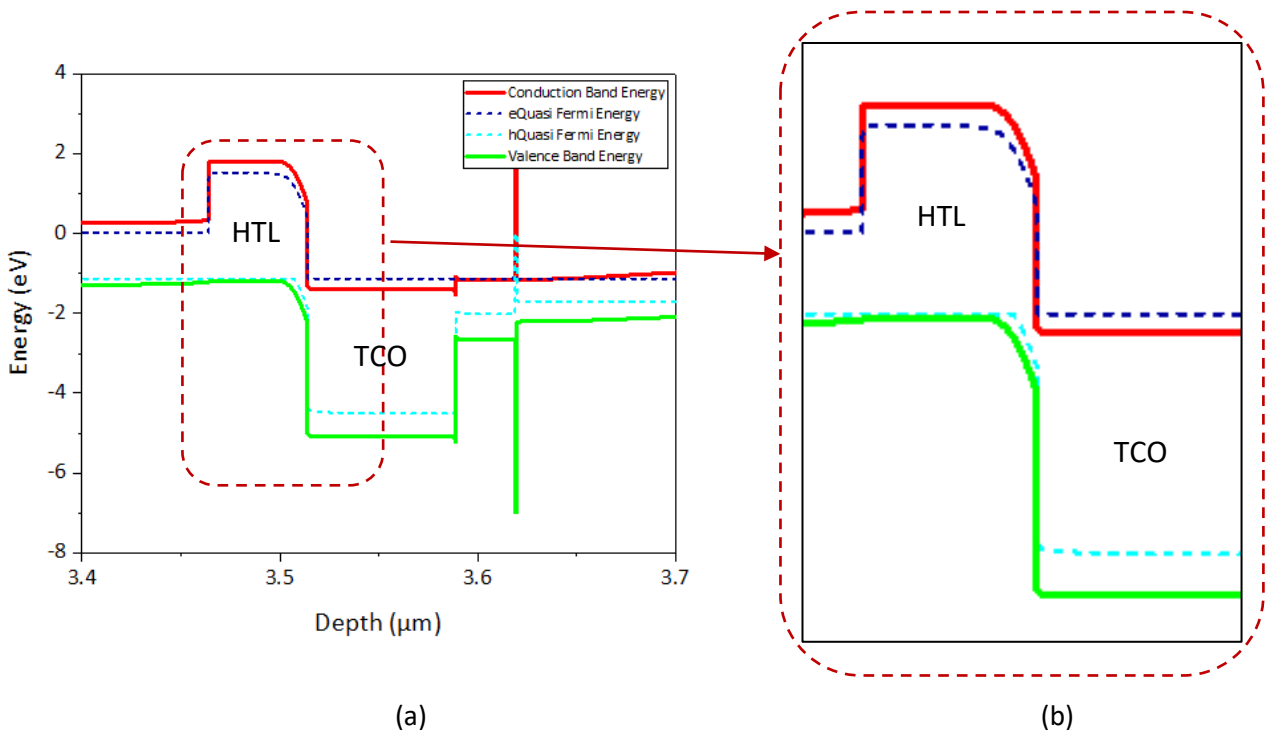 4
2
0
-2
-4
-6
-8
Energy (eV)
3.4
3.5
3.6
3.7
Depth (μm)
Conduction Band Energy
eQuasi Fermi Energy
hQuasi Fermi Energy
Valence Band Energy
HTL
TCO
(a)
HTL
TCO
(b)